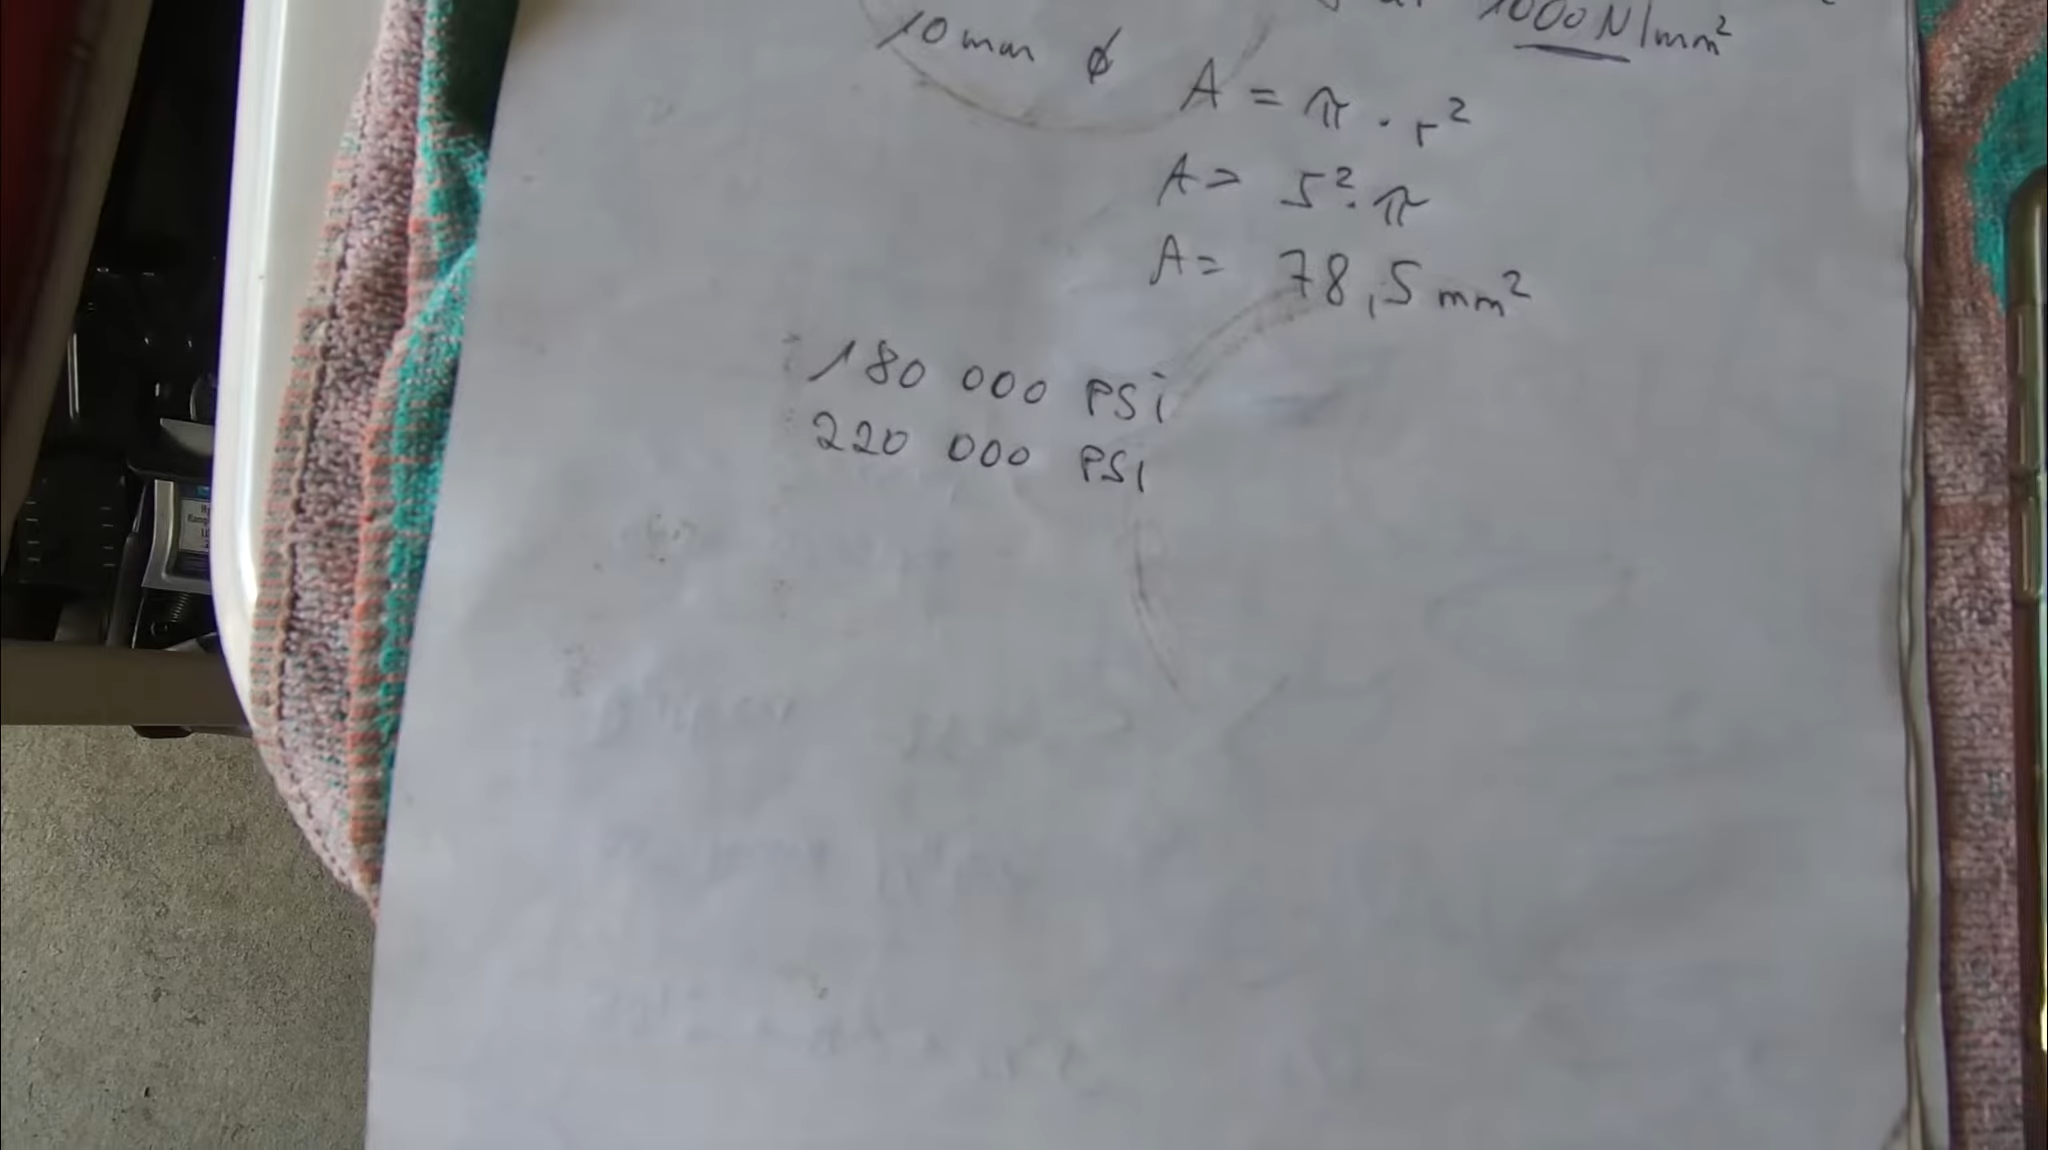 1000 N/mm²
10 mm ϕ
A = π · r²
A = 5² · π
A = 78,5 mm²
180 000 PSi
220 000 PSI